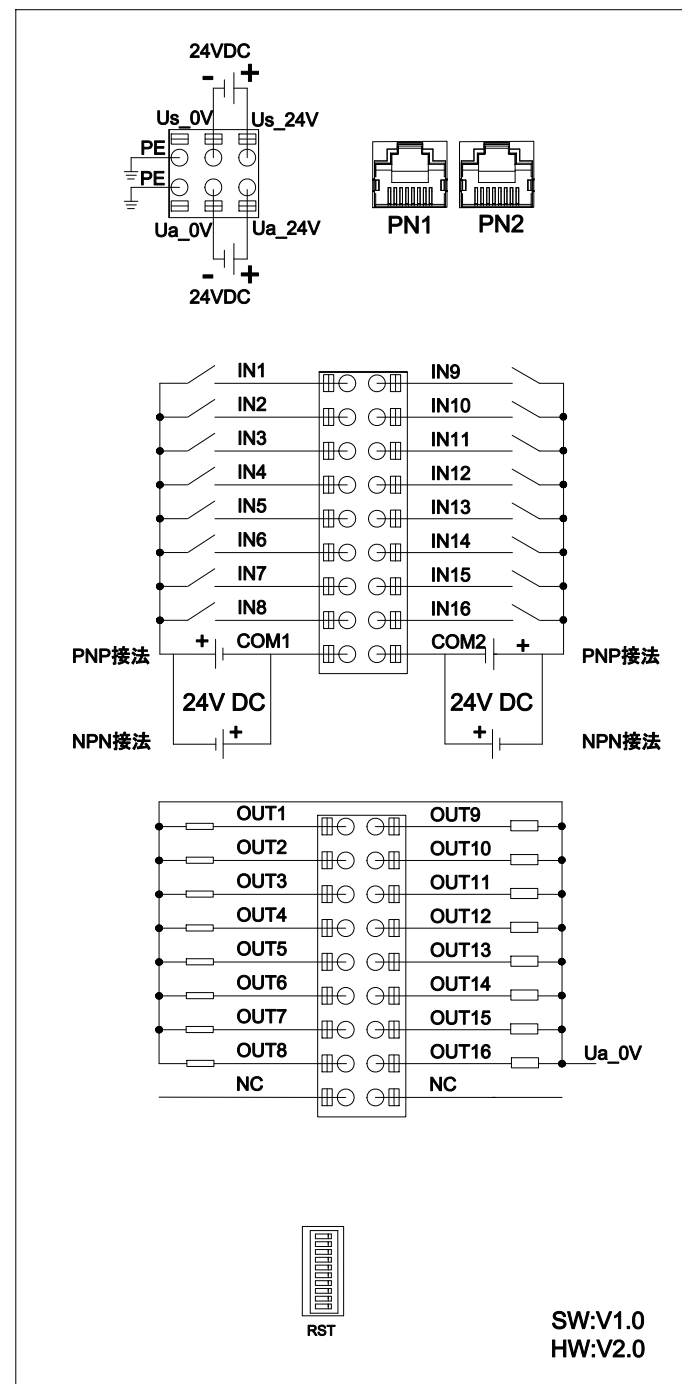 24VDC
- +
Us_0V Us_24V
PE
PE
Ua_0V Ua_24V
- +
24VDC
PN1 PN2
IN1 IN9
IN2 IN10
IN3 IN11
IN4 IN12
IN5 IN13
IN6 IN14
IN7 IN15
IN8 IN16
PNP接法 + COM1 COM2 + PNP接法
24V DC 24V DC
NPN接法 + + NPN接法
OUT1 OUT9
OUT2 OUT10
OUT3 OUT11
OUT4 OUT12
OUT5 OUT13
OUT6 OUT14
OUT7 OUT15
OUT8 OUT16 Ua_0V
NC NC
RST
SW:V1.0
HW:V2.0